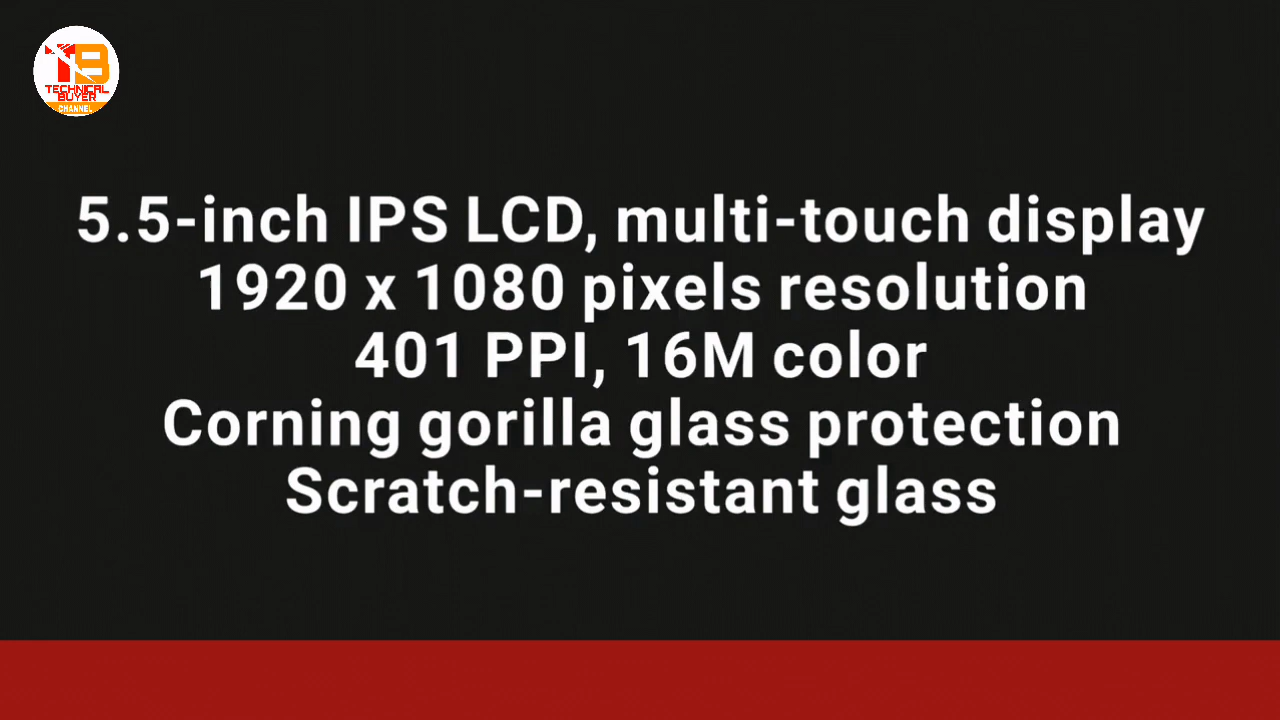 TB
TECHNICAL
BUYER
CHANNEL
5.5-inch IPS LCD, multi-touch display
1920 x 1080 pixels resolution
401 PPI, 16M color
Corning gorilla glass protection
Scratch-resistant glass